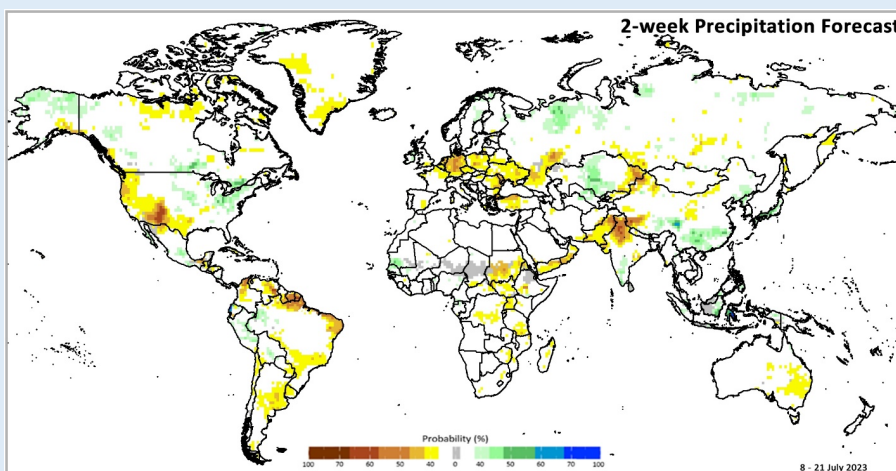 2-week Precipitation Forecast
Probability (%)
100 70 60 50 40 0 40 50 60 70 100
8 - 21 July 2023